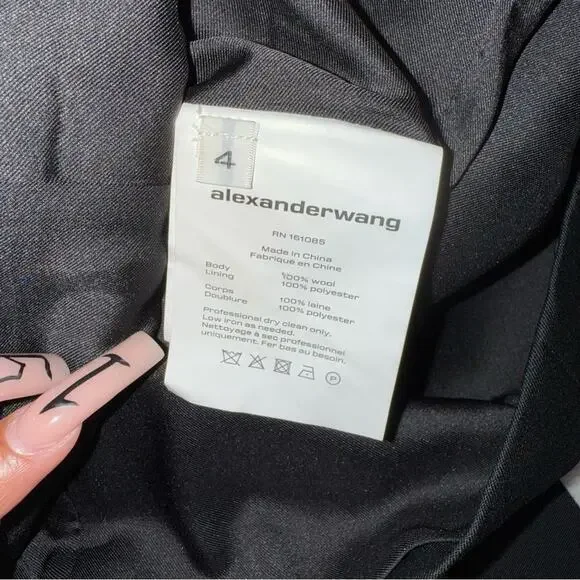 4
alexanderwang
RN 161085
Made in China
Fabriqué en Chine
Body 100% wool
Lining 100% polyester
Corps 100% laine
Doublure 100% polyester
Professional dry clean only.
Low iron as needed.
Nettoyage à sec professionnel
uniquement. Fer bas au besoin.
P